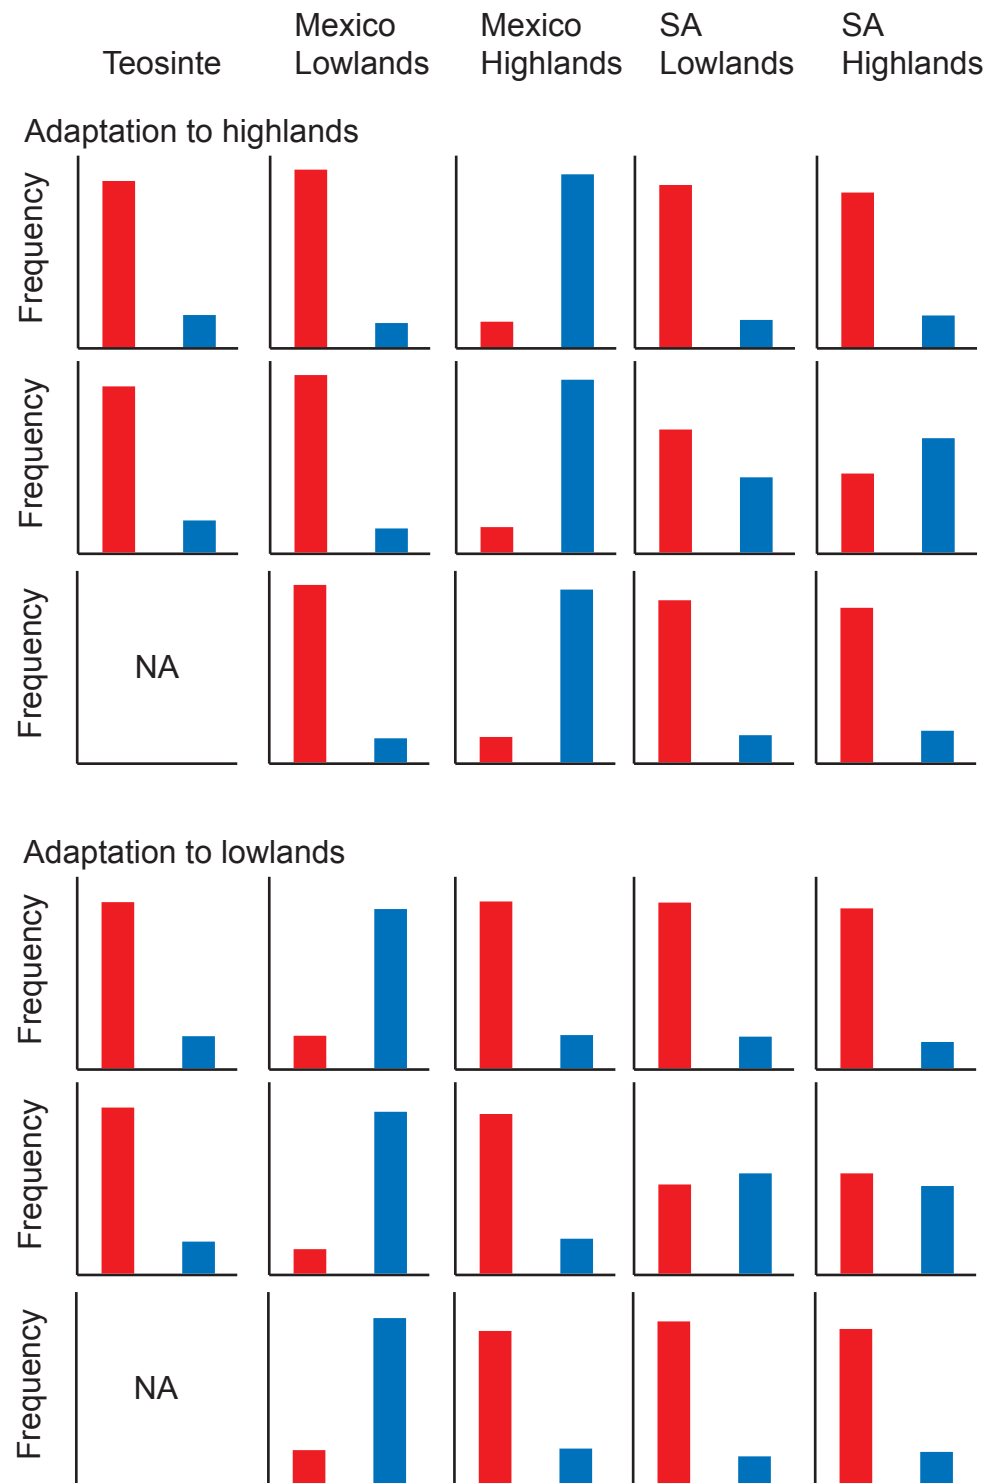 Teosinte
Mexico
Lowlands
Mexico
Highlands
SA
Lowlands
SA
Highlands
Adaptation to highlands
Frequency
Frequency
Frequency
NA
Adaptation to lowlands
Frequency
Frequency
Frequency
NA